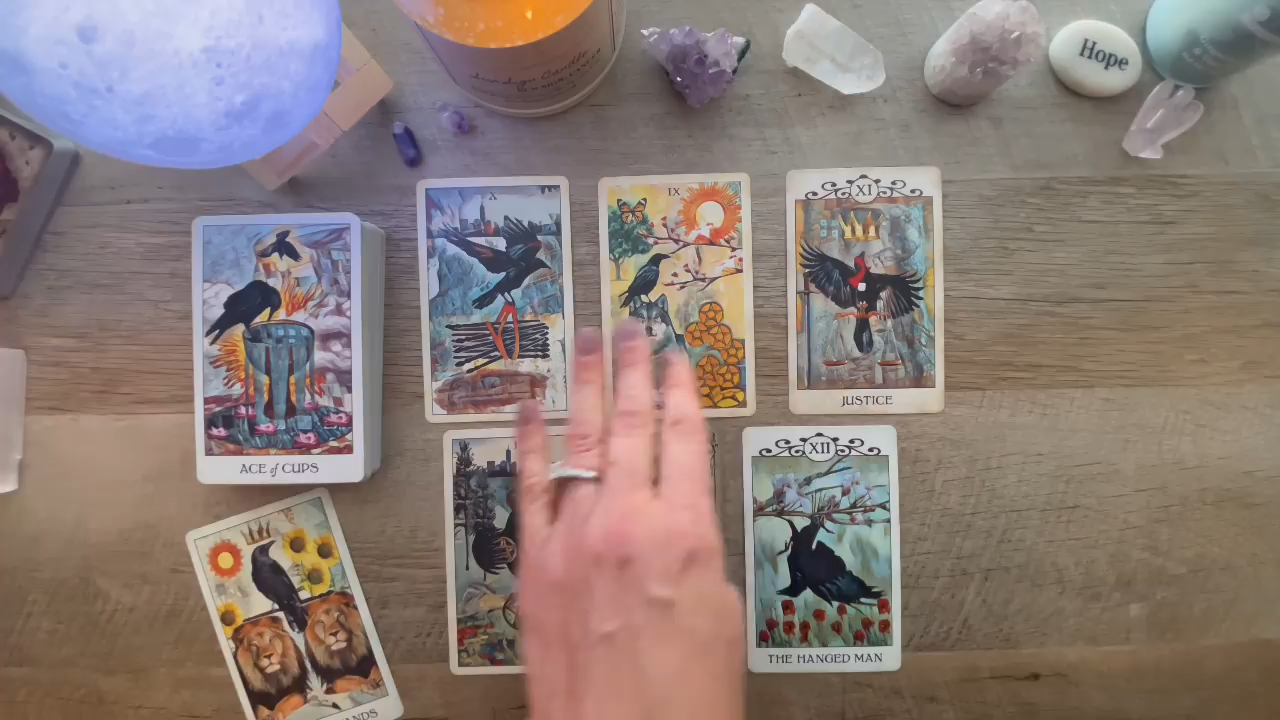 Hope
X
IX
XI
JUSTICE
ACE of CUPS
XII
THE HANGED MAN